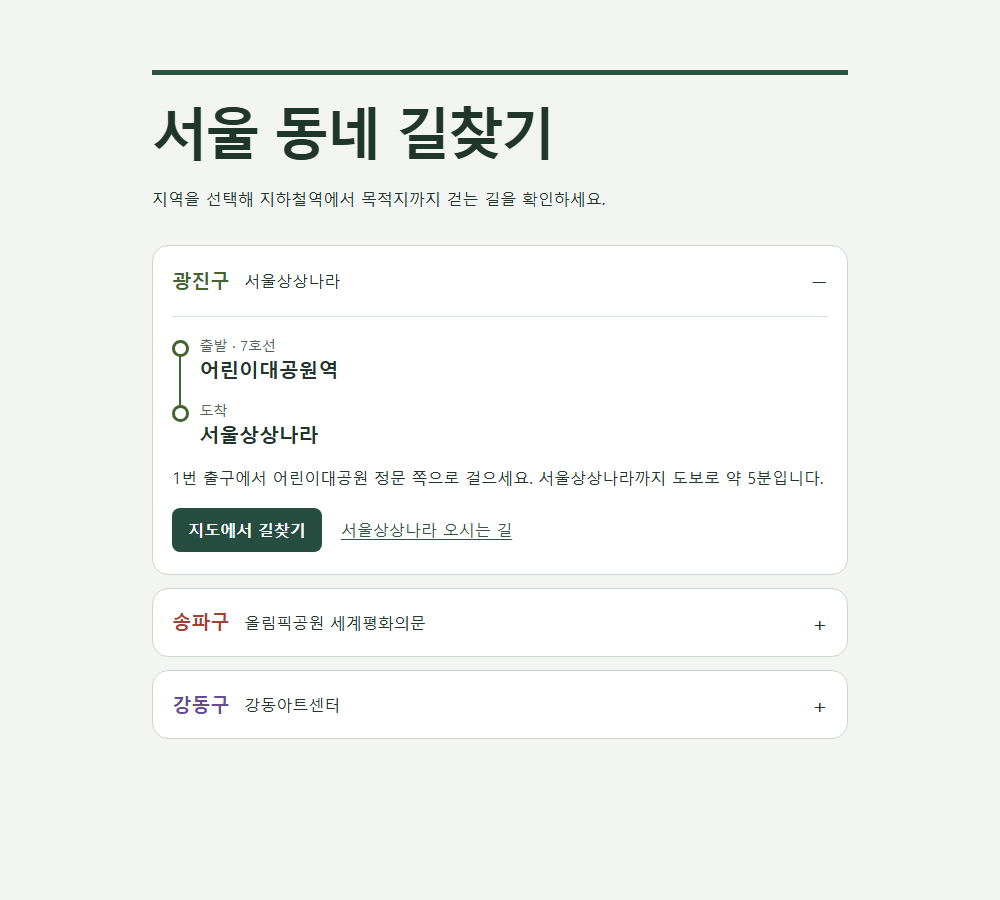 서울 동네 길찾기
지역을 선택해 지하철역에서 목적지까지 걷는 길을 확인하세요.
광진구 서울상상나라 —
출발 · 7호선
어린이대공원역
도착
서울상상나라
1번 출구에서 어린이대공원 정문 쪽으로 걸으세요. 서울상상나라까지 도보로 약 5분입니다.
지도에서 길찾기 서울상상나라 오시는 길
송파구 올림픽공원 세계평화의문 +
강동구 강동아트센터 +